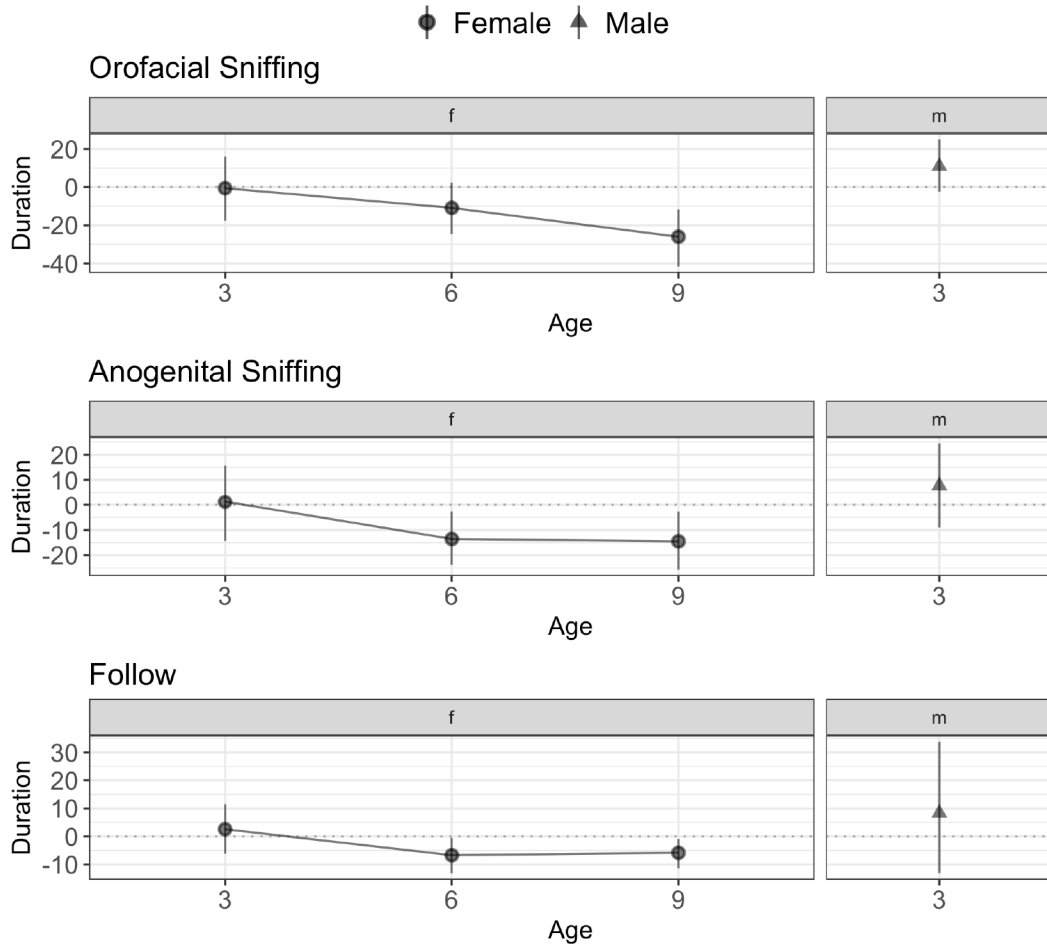 Female Male
Orofacial Sniffing
f m
20
0
-20
-40
Duration
3 6 9 3
Age
Anogenital Sniffing
f m
20
10
0
-10
-20
Duration
3 6 9 3
Age
Follow
f m
30
20
10
0
-10
Duration
3 6 9 3
Age